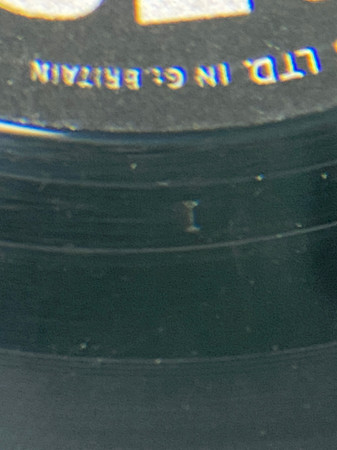 LTD. IN Gt. BRITAIN
I